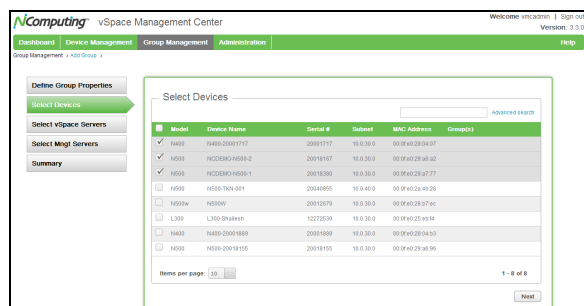 NComputing vSpace Management Center
Welcome vmcadmin | Sign out
Version: 3.3.0
Dashboard Device Management Group Management Administration Help
Group Management › Add Group ›
Define Group Properties
Select Devices
Select vSpace Servers
Select Mngt Servers
Summary
Select Devices
Advanced search
Model Device Name Serial # Subnet MAC Address Group(s)
N400 N400-20001717 20001717 10.0.30.0 00:0f:e0:28:04:07
N500 NCDEMO-N500-2 20018167 10.0.30.0 00:0f:e0:29:a6:a2
N500 NCDEMO-N500-1 20018380 10.0.30.0 00:0f:e0:29:a7:77
N500 N500-TKN-001 20040855 10.0.40.0 00:0f:e0:2a:4b:28
N500w N500W 20012679 10.0.30.0 00:0f:e0:28:b7:ec
L300 L300-Shailesh 12272539 10.0.30.0 00:0f:e0:25:eb:f4
N400 N400-20001889 20001889 10.0.30.0 00:0f:e0:28:04:b3
N500 N500-20018155 20018155 10.0.30.0 00:0f:e0:29:a6:96
Items per page: 10 1 - 8 of 8
Next